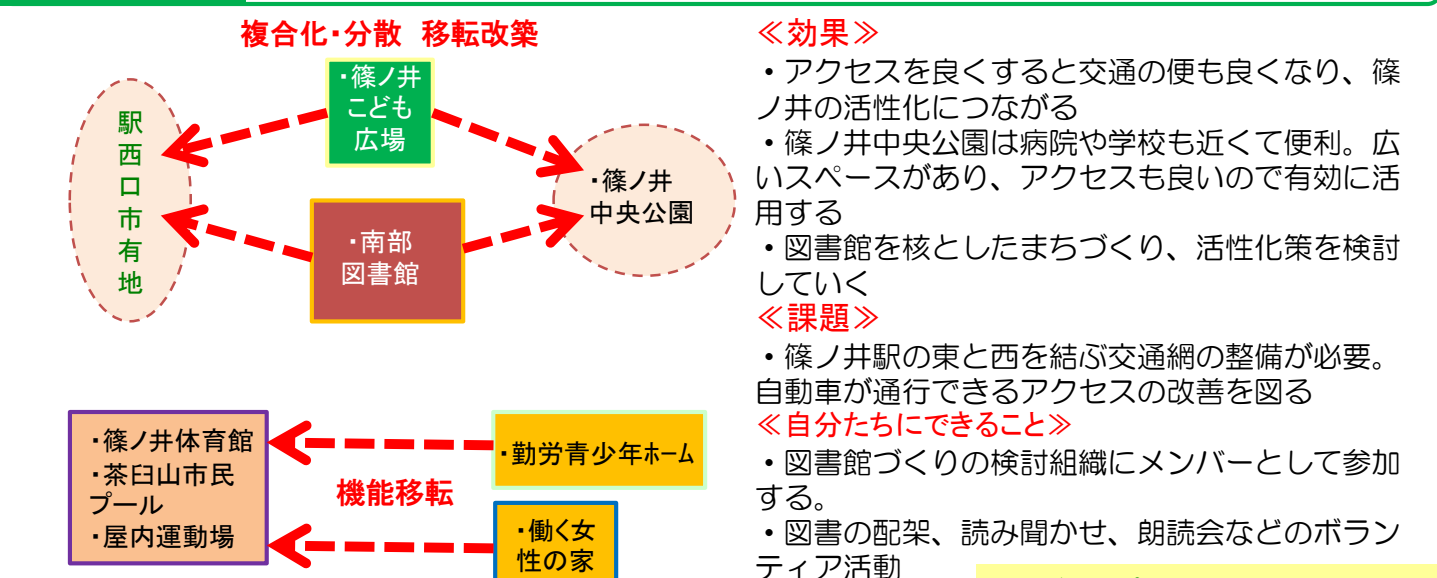 複合化・分散 移転改築
・篠ノ井
こども
広場
駅
西
口
市
有
地
・篠ノ井
中央公園
・南部
図書館
・篠ノ井体育館
・茶臼山市民
プール
・屋内運動場
機能移転
・勤労青少年ホーム
・働く女
性の家
≪効果≫
・アクセスを良くすると交通の便も良くなり、篠
ノ井の活性化につながる
・篠ノ井中央公園は病院や学校も近くて便利。広
いスペースがあり、アクセスも良いので有効に活
用する
・図書館を核としたまちづくり、活性化策を検討
していく
≪課題≫
・篠ノ井駅の東と西を結ぶ交通網の整備が必要。
自動車が通行できるアクセスの改善を図る
≪自分たちにできること≫
・図書館づくりの検討組織にメンバーとして参加
する。
・図書の配架、読み聞かせ、朗読会などのボラン
ティア活動